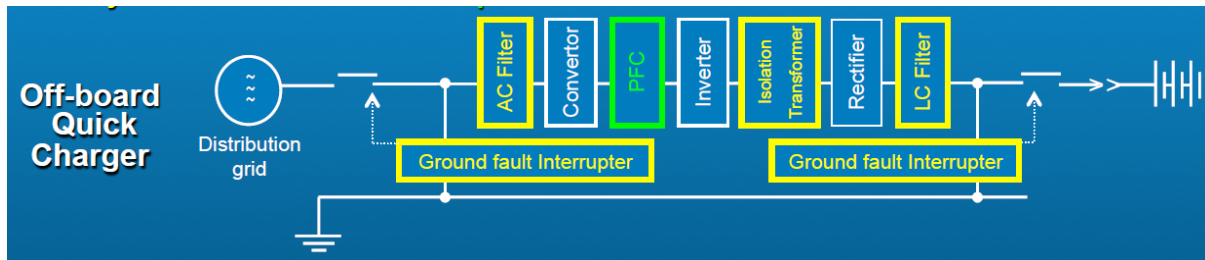 Off-board
Quick
Charger
Distribution
grid
AC Filter
Convertor
PFC
Inverter
Isolation
Transformer
Rectifier
LC Filter
Ground fault Interrupter
Ground fault Interrupter